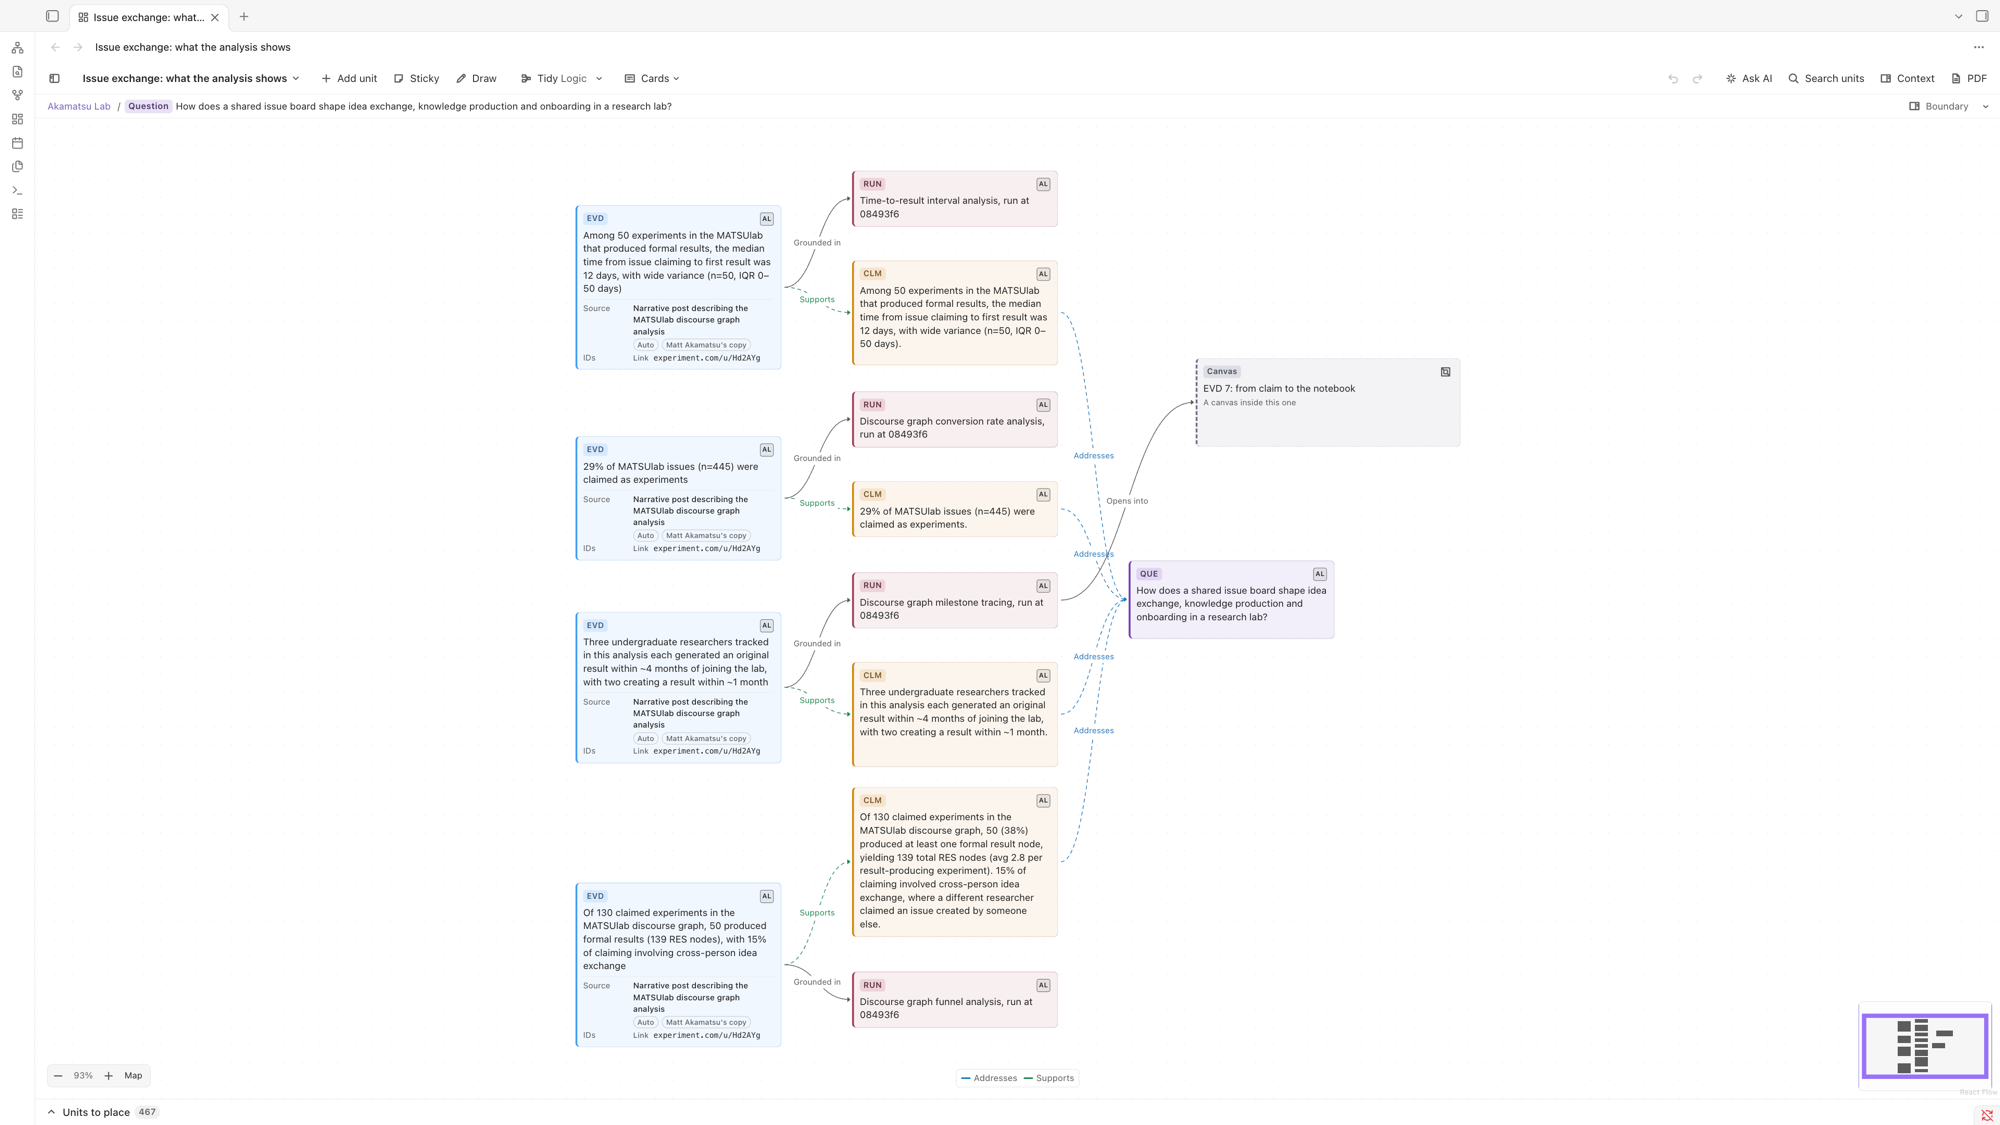 Issue exchange: what...
Issue exchange: what the analysis shows
Issue exchange: what the analysis shows
Add unit
Sticky
Draw
Tidy Logic
Cards
Ask AI
Search units
Context
PDF
Akamatsu Lab / Question How does a shared issue board shape idea exchange, knowledge production and onboarding in a research lab?
Boundary
EVD AL
Among 50 experiments in the MATSUlab
that produced formal results, the median
time from issue claiming to first result was
12 days, with wide variance (n=50, IQR 0–
50 days)
Source Narrative post describing the
MATSUlab discourse graph
analysis
Auto Matt Akamatsu's copy
IDs Link experiment.com/u/Hd2AYg
Grounded in
Supports
RUN AL
Time-to-result interval analysis, run at
08493f6
CLM AL
Among 50 experiments in the MATSUlab
that produced formal results, the median
time from issue claiming to first result was
12 days, with wide variance (n=50, IQR 0–
50 days).
EVD AL
29% of MATSUlab issues (n=445) were
claimed as experiments
Source Narrative post describing the
MATSUlab discourse graph
analysis
Auto Matt Akamatsu's copy
IDs Link experiment.com/u/Hd2AYg
Grounded in
Supports
RUN AL
Discourse graph conversion rate analysis,
run at 08493f6
CLM AL
29% of MATSUlab issues (n=445) were
claimed as experiments.
EVD AL
Three undergraduate researchers tracked
in this analysis each generated an original
result within ~4 months of joining the lab,
with two creating a result within ~1 month
Source Narrative post describing the
MATSUlab discourse graph
analysis
Auto Matt Akamatsu's copy
IDs Link experiment.com/u/Hd2AYg
Grounded in
Supports
RUN AL
Discourse graph milestone tracing, run at
08493f6
CLM AL
Three undergraduate researchers tracked
in this analysis each generated an original
result within ~4 months of joining the lab,
with two creating a result within ~1 month.
EVD AL
Of 130 claimed experiments in the
MATSUlab discourse graph, 50 produced
formal results (139 RES nodes), with 15%
of claiming involving cross-person idea
exchange
Source Narrative post describing the
MATSUlab discourse graph
analysis
Auto Matt Akamatsu's copy
IDs Link experiment.com/u/Hd2AYg
Supports
Grounded in
CLM AL
Of 130 claimed experiments in the
MATSUlab discourse graph, 50 (38%)
produced at least one formal result node,
yielding 139 total RES nodes (avg 2.8 per
result-producing experiment). 15% of
claiming involved cross-person idea
exchange, where a different researcher
claimed an issue created by someone
else.
RUN AL
Discourse graph funnel analysis, run at
08493f6
Addresses
Opens into
Addresses
Addresses
Addresses
Canvas
EVD 7: from claim to the notebook
A canvas inside this one
QUE AL
How does a shared issue board shape idea
exchange, knowledge production and
onboarding in a research lab?
93% Map
Addresses Supports
React Flow
Units to place 467